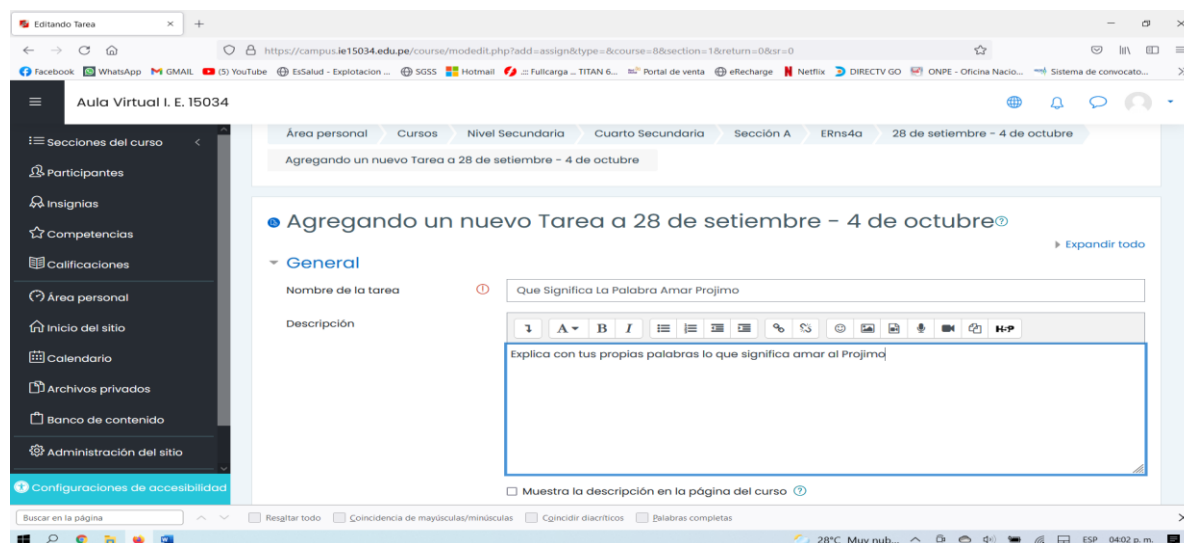 Editando Tarea
https://campus.ie15034.edu.pe/course/modedit.php?add=assign&type=&course=8&section=1&return=0&sr=0
Facebook WhatsApp GMAIL (5) YouTube EsSalud - Explotacion ... SGSS Hotmail .:: Fullcarga ... TITAN 6... Portal de venta eRecharge Netflix DIRECTV GO ONPE - Oficina Nacio... Sistema de convocato...
Aula Virtual I. E. 15034
Secciones del curso
Participantes
Insignias
Competencias
Calificaciones
Área personal
Inicio del sitio
Calendario
Archivos privados
Banco de contenido
Administración del sitio
Configuraciones de accesibilidad
Área personal Cursos Nivel Secundaria Cuarto Secundaria Sección A ERns4a 28 de setiembre - 4 de octubre
Agregando un nuevo Tarea a 28 de setiembre - 4 de octubre
Agregando un nuevo Tarea a 28 de setiembre - 4 de octubre
Expandir todo
General
Nombre de la tarea Que Significa La Palabra Amar Projimo
Descripción
A B I H-P
Explica con tus propias palabras lo que significa amar al Projimo
Muestra la descripción en la página del curso
Buscar en la página Resaltar todo Coincidencia de mayúsculas/minúsculas Coincidir diacríticos Palabras completas
28°C Muy nub... ESP 04:02 p. m.